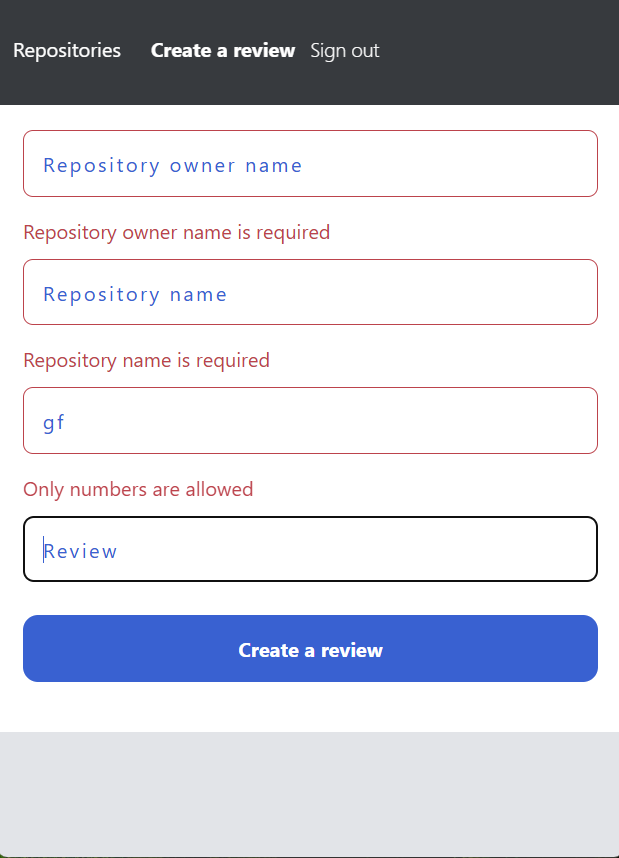 Repositories Create a review Sign out
Repository owner name
Repository owner name is required
Repository name
Repository name is required
gf
Only numbers are allowed
Review
Create a review